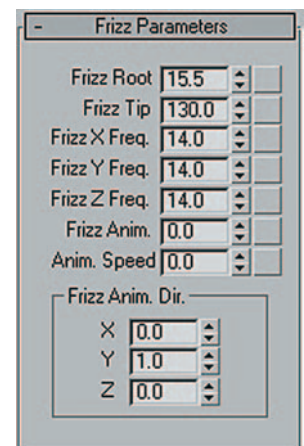 - Frizz Parameters
Frizz Root 15.5
Frizz Tip 130.0
Frizz X Freq. 14.0
Frizz Y Freq. 14.0
Frizz Z Freq. 14.0
Frizz Anim. 0.0
Anim. Speed 0.0
Frizz Anim. Dir.
X 0.0
Y 1.0
Z 0.0